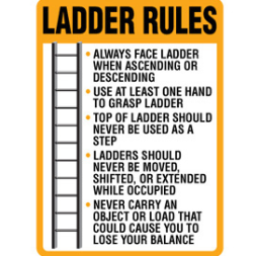 LADDER RULES
• ALWAYS FACE LADDER
WHEN ASCENDING OR
DESCENDING
• USE AT LEAST ONE HAND
TO GRASP LADDER
• TOP OF LADDER SHOULD
NEVER BE USED AS A
STEP
• LADDERS SHOULD
NEVER BE MOVED,
SHIFTED, OR EXTENDED
WHILE OCCUPIED
• NEVER CARRY AN
OBJECT OR LOAD THAT
COULD CAUSE YOU TO
LOSE YOUR BALANCE